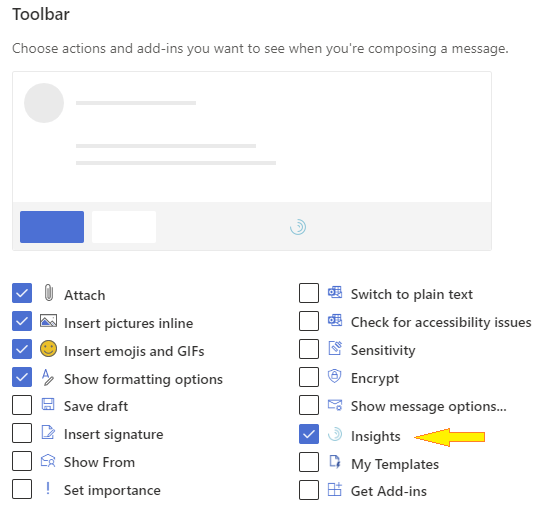 Toolbar
Choose actions and add-ins you want to see when you're composing a message.
Attach
Insert pictures inline
Insert emojis and GIFs
Show formatting options
Save draft
Insert signature
Show From
Set importance
Switch to plain text
Check for accessibility issues
Sensitivity
Encrypt
Show message options...
Insights
My Templates
Get Add-ins